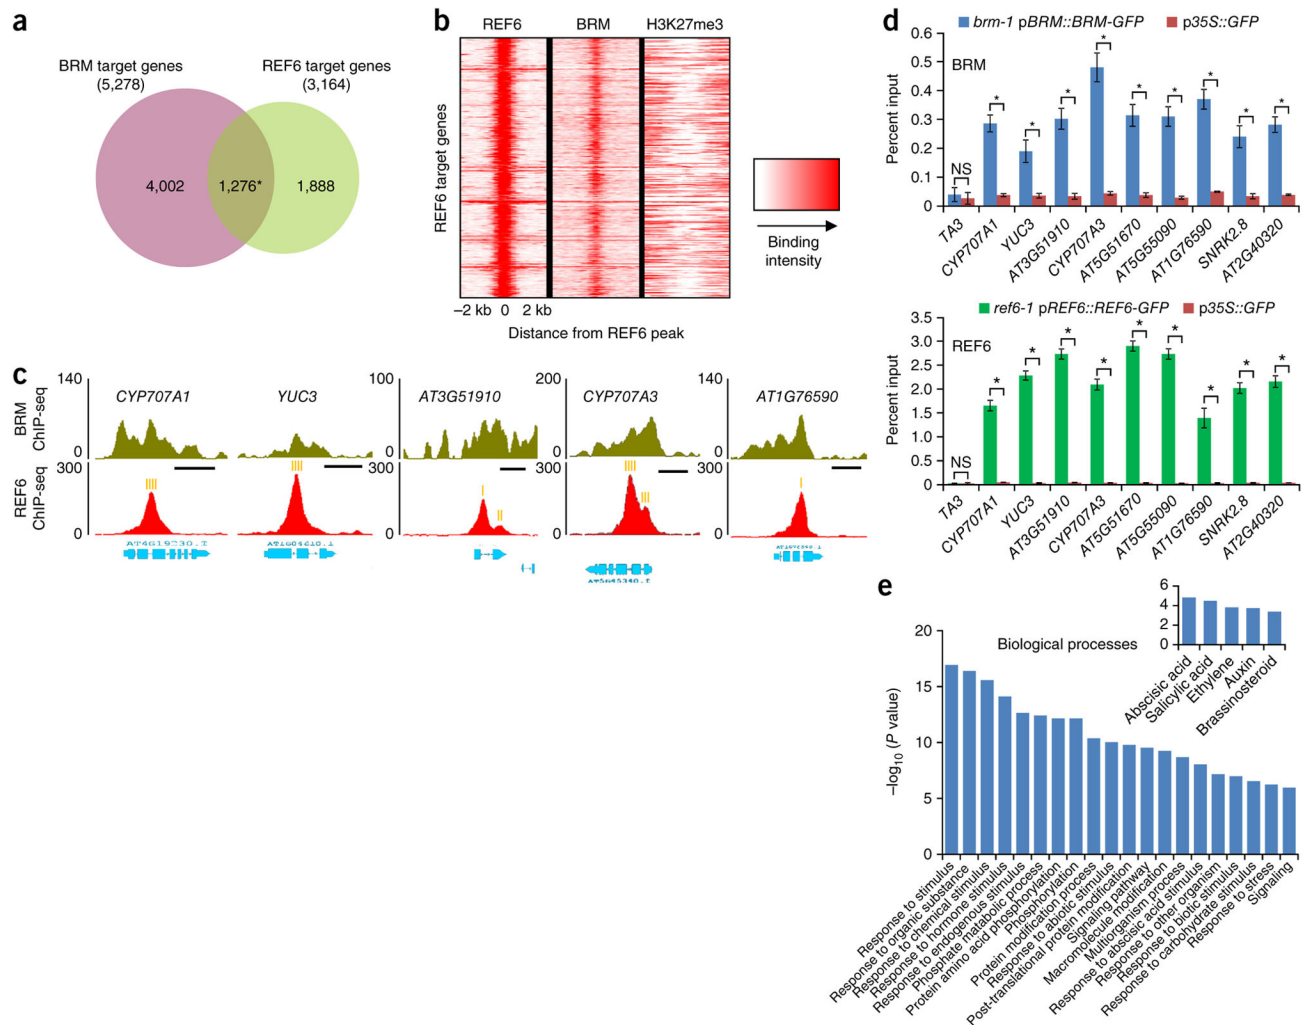 a
BRM target genes
(5,278)
REF6 target genes
(3,164)
4,002
1,276*
1,888
b
REF6
BRM
H3K27me3
REF6 target genes
–2 kb
0
2 kb
Distance from REF6 peak
Binding
intensity
c
BRM
ChIP-seq
REF6
ChIP-seq
140
0
300
0
CYP707A1
YUC3
100
0
300
0
AT3G51910
200
0
300
0
CYP707A3
140
0
300
0
AT1G76590
d
brm-1 pBRM::BRM-GFP
p35S::GFP
BRM
Percent input
0.6
0.5
0.4
0.3
0.2
0.1
0
NS
*
*
*
*
*
*
*
*
*
TA3
CYP707A1
YUC3
AT3G51910
CYP707A3
AT5G51670
AT5G55090
AT1G76590
SNRK2.8
AT2G40320
ref6-1 pREF6::REF6-GFP
p35S::GFP
REF6
Percent input
3.5
3.0
2.5
2.0
1.5
1.0
0.5
0
NS
*
*
*
*
*
*
*
*
*
TA3
CYP707A1
YUC3
AT3G51910
CYP707A3
AT5G51670
AT5G55090
AT1G76590
SNRK2.8
AT2G40320
e
Biological processes
–log10 (P value)
20
15
10
5
0
Response to stimulus
Response to organic substance
Response to chemical stimulus
Response to hormone stimulus
Response to endogenous stimulus
Phosphate metabolic process
Protein amino acid phosphorylation
Phosphorylation
Protein modification process
Response to abiotic stimulus
Post-translational protein modification
Signaling pathway
Macromolecule modification
Multiorganism process
Response to abscisic acid stimulus
Response to other organism
Response to biotic stimulus
Response to carbohydrate stimulus
Response to stress
Signaling
6
4
2
0
Abscisic acid
Salicylic acid
Ethylene
Auxin
Brassinosteroid